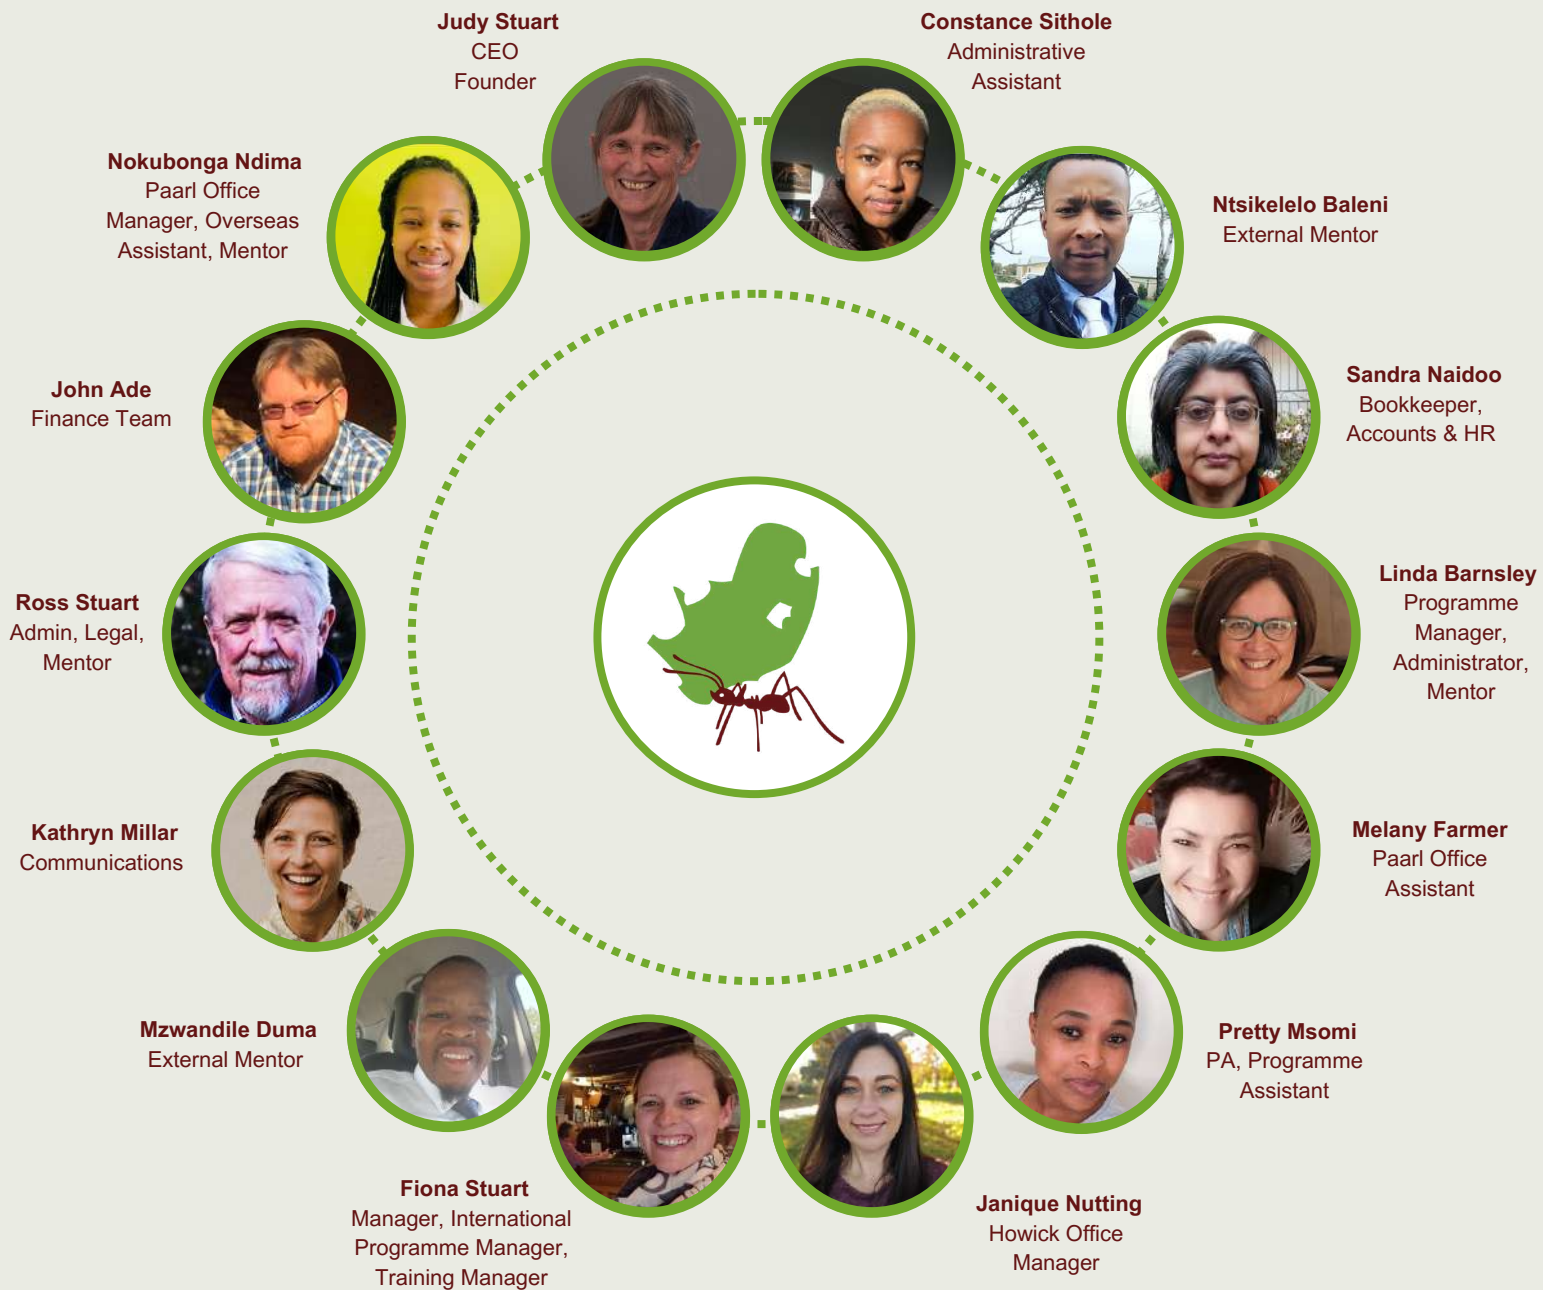 Judy Stuart
CEO
Founder
Constance Sithole
Administrative
Assistant
Ntsikelelo Baleni
External Mentor
Sandra Naidoo
Bookkeeper,
Accounts & HR
Linda Barnsley
Programme
Manager,
Administrator,
Mentor
Melany Farmer
Paarl Office
Assistant
Pretty Msomi
PA, Programme
Assistant
Janique Nutting
Howick Office
Manager
Fiona Stuart
Manager, International
Programme Manager,
Training Manager
Mzwandile Duma
External Mentor
Kathryn Millar
Communications
Ross Stuart
Admin, Legal,
Mentor
John Ade
Finance Team
Nokubonga Ndima
Paarl Office
Manager, Overseas
Assistant, Mentor